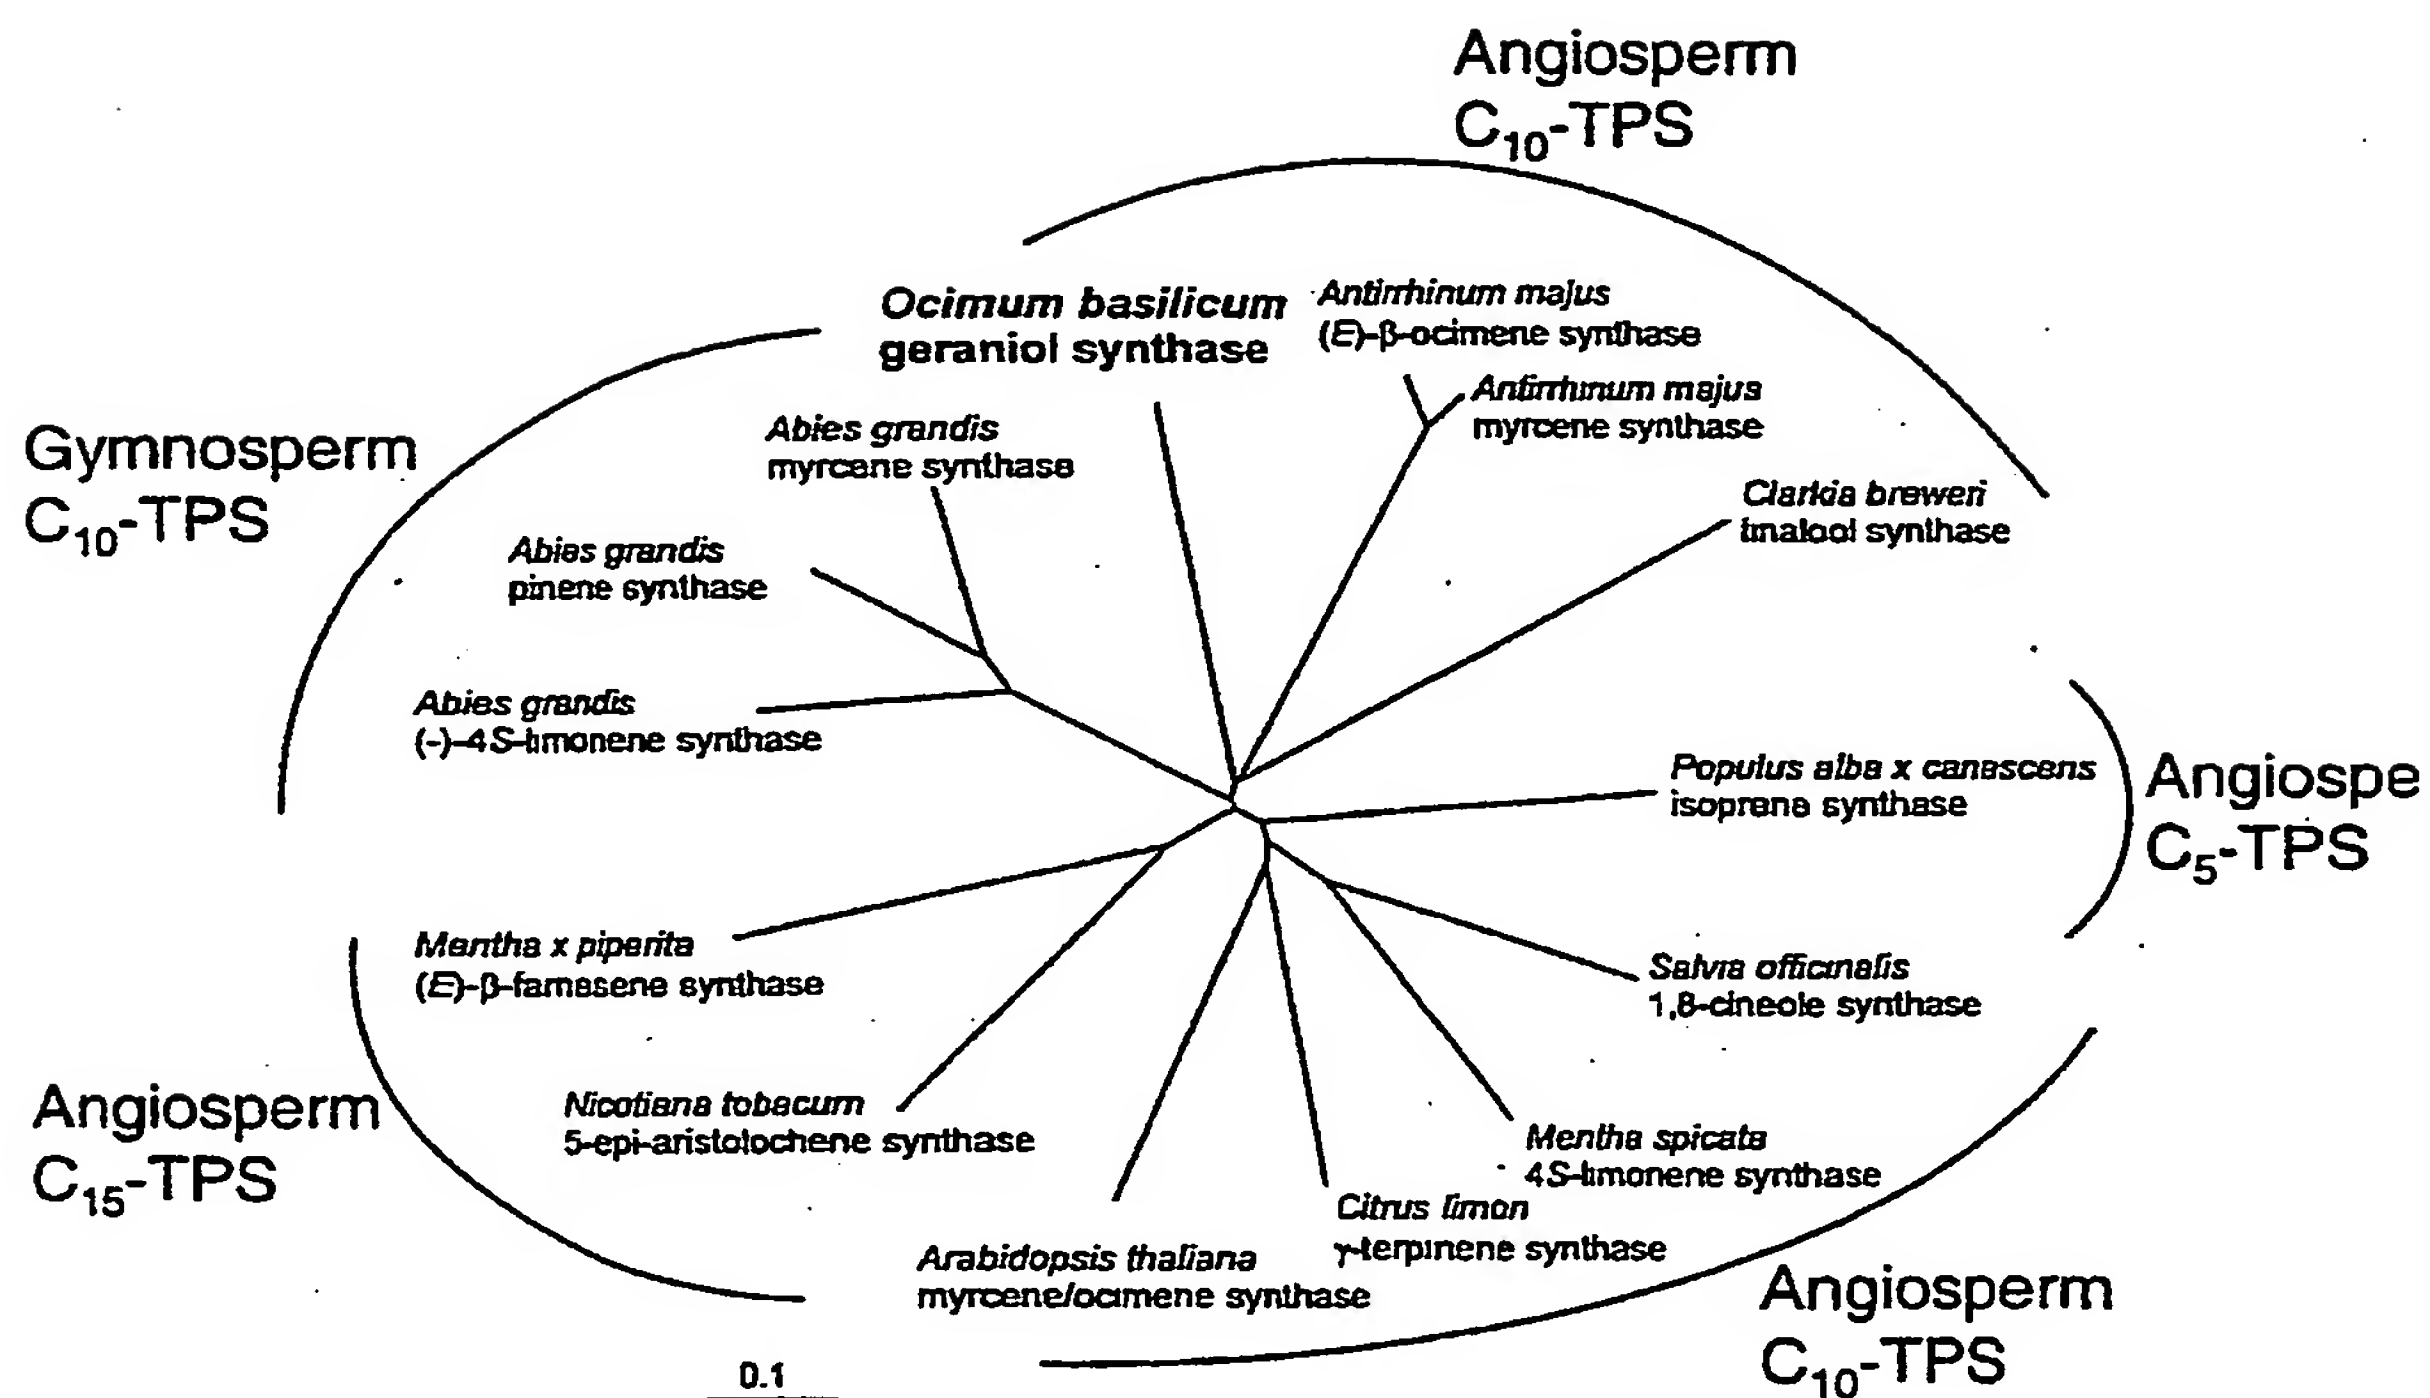 Angiosperm
C₁₀-TPS
Ocimum basilicum
geraniol synthase
Antirrhinum majus
(E)-β-ocimene synthase
Antirrhinum majus
myrcene synthase
Gymnosperm
C₁₀-TPS
Abies grandis
myrcene synthase
Clarkia breweri
linalool synthase
Abies grandis
pinene synthase
Abies grandis
(-)-4S-limonene synthase
Populus alba x canescens
isoprene synthase
Angiospe
C₅-TPS
Mentha x piperita
(E)-β-farnesene synthase
Salvia officinalis
1,8-cineole synthase
Angiosperm
C₁₅-TPS
Nicotiana tobacum
5-epi-aristolochene synthase
Mentha spicata
4S-limonene synthase
Citrus limon
γ-terpinene synthase
Arabidopsis thaliana
myrcene/ocimene synthase
Angiosperm
C₁₀-TPS
0.1